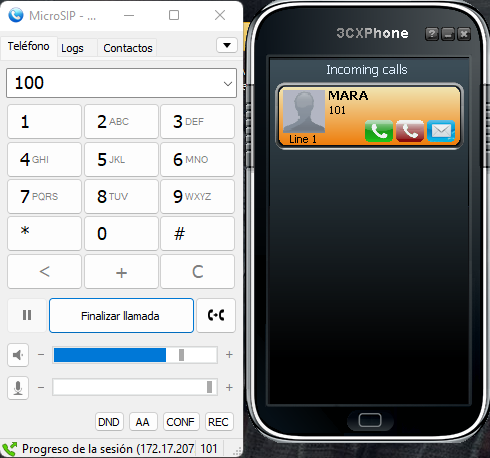 MicroSIP - ...
Teléfono Logs Contactos
100
1 2 ABC 3 DEF
4 GHI 5 JKL 6 MNO
7 PQRS 8 TUV 9 WXYZ
* 0 #
< + C
Finalizar llamada
- +
- +
DND AA CONF REC
Progreso de la sesión (172.17.207 101
3CXPhone ? - x
Incoming calls
MARA
101
Line 1